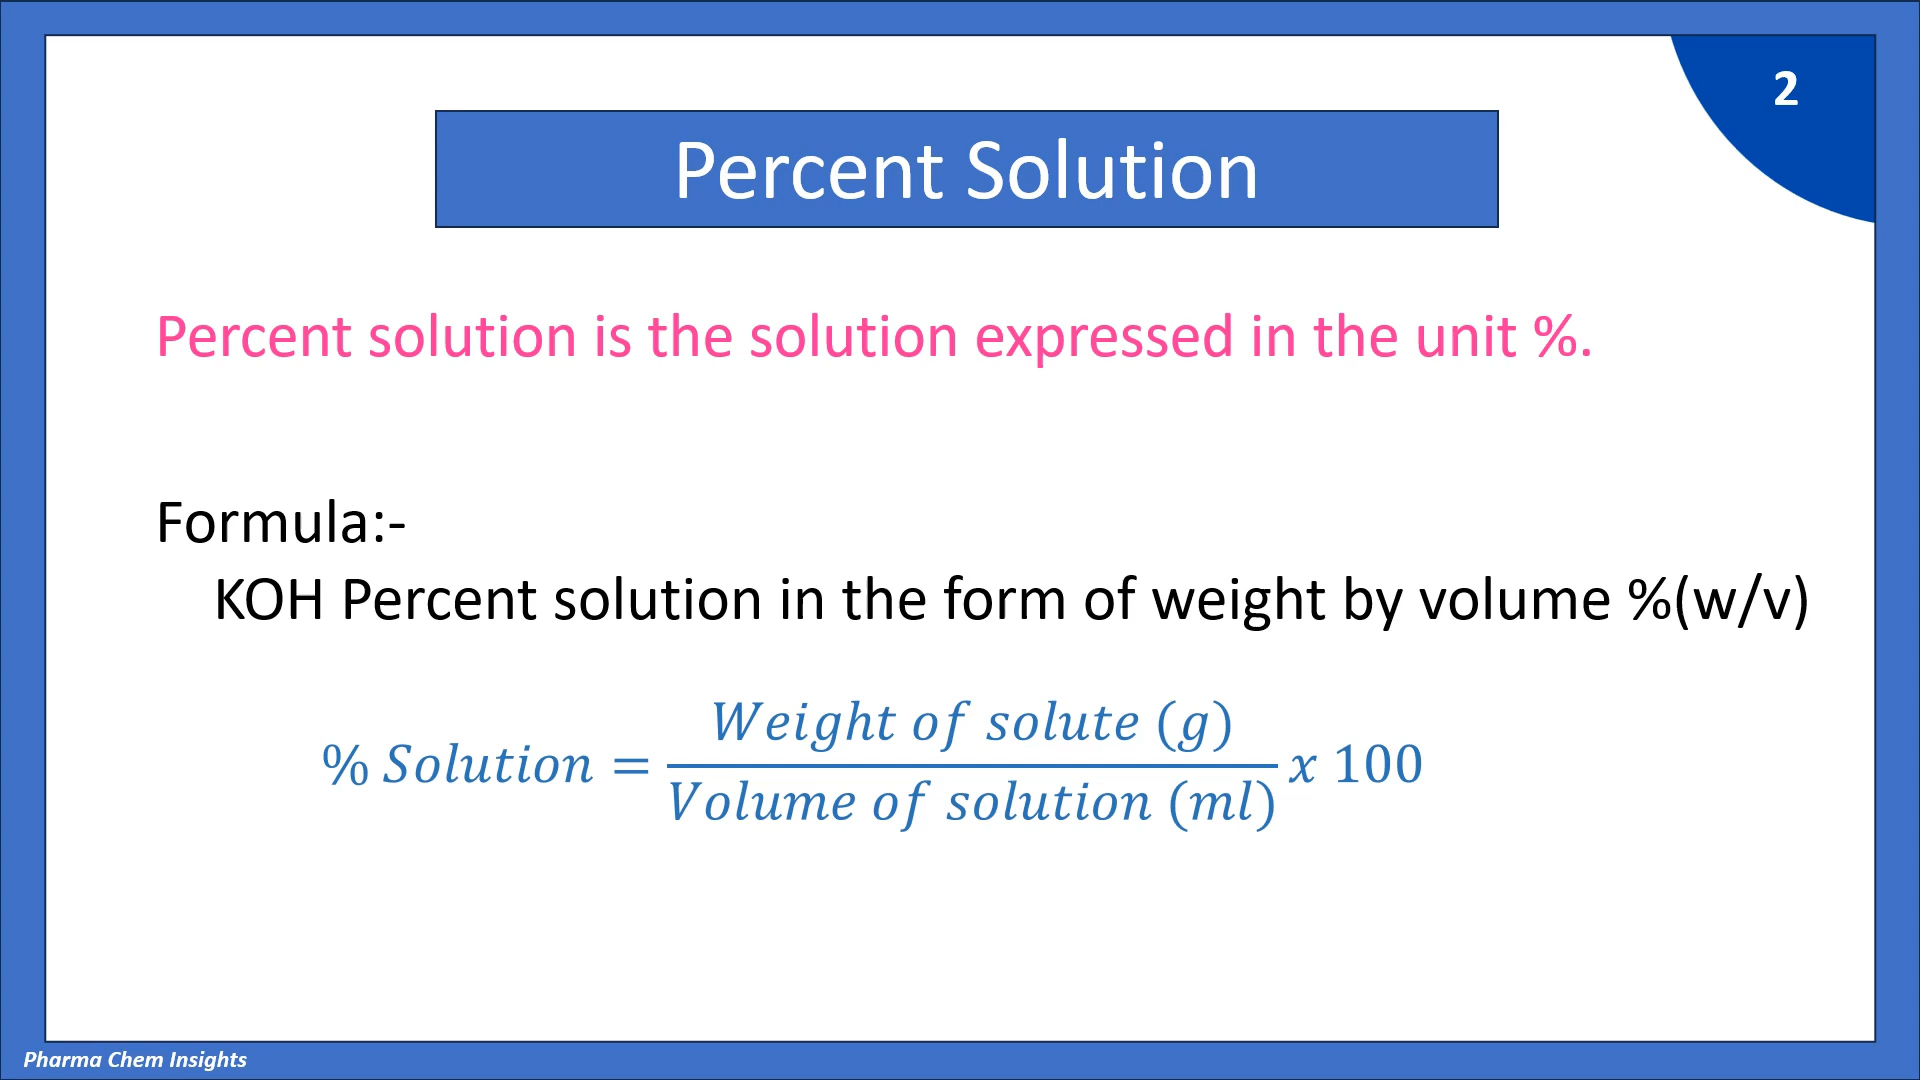 2
Percent Solution
Percent solution is the solution expressed in the unit %.
Formula:-
KOH Percent solution in the form of weight by volume %(w/v)
% Solution = Weight of solute (g) / Volume of solution (ml) x 100
Pharma Chem Insights